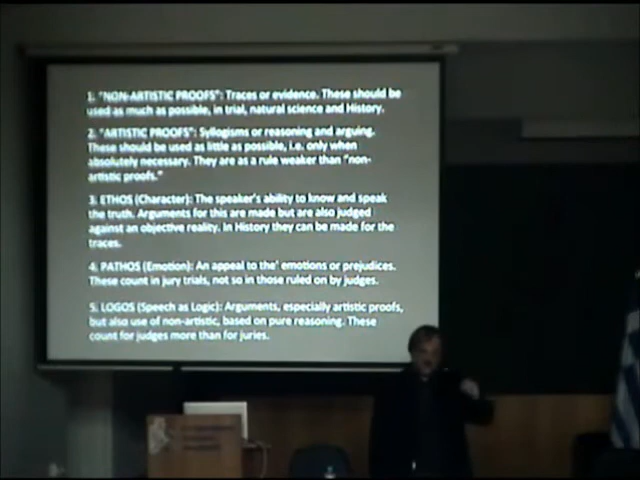 1. "NON-ARTISTIC PROOFS": Traces or evidence. These should be
used as much as possible, in trial, natural science and History.
2. "ARTISTIC PROOFS": Syllogisms or reasoning and arguing.
These should be used as little as possible, i.e. only when
absolutely necessary. They are as a rule weaker than "non-
artistic proofs."
3. ETHOS (Character): The speaker's ability to know and speak
the truth. Arguments for this are made but are also judged
against an objective reality. In History they can be made for the
traces.
4. PATHOS (Emotion): An appeal to the' emotions or prejudices.
These count in jury trials, not so in those ruled on by judges.
5. LOGOS (Speech as Logic): Arguments, especially artistic proofs,
but also use of non-artistic, based on pure reasoning. These
count for judges more than for juries.